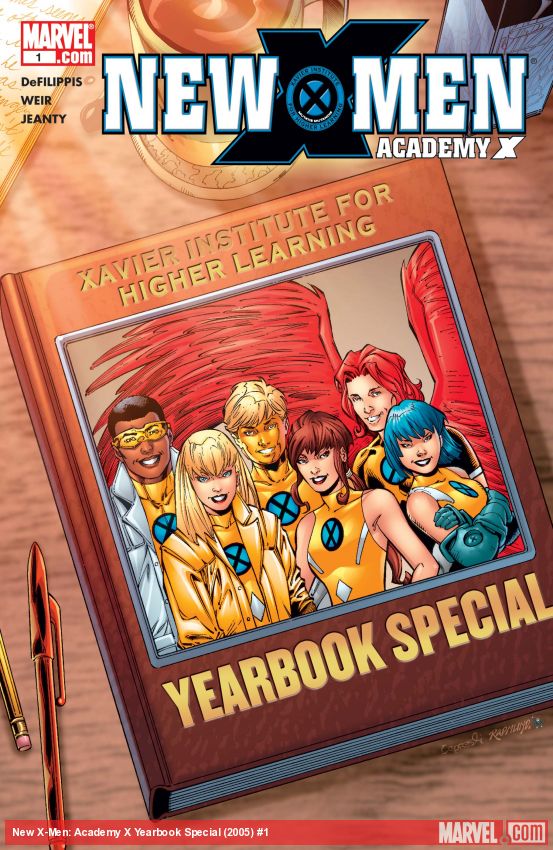 MARVEL
.com
1
DeFILIPPIS
WEIR
JEANTY
NEW X MEN
ACADEMY X
XAVIER INSTITUTE FOR
HIGHER LEARNING
YEARBOOK SPECIAL
New X-Men: Academy X Yearbook Special (2005) #1
MARVEL.com